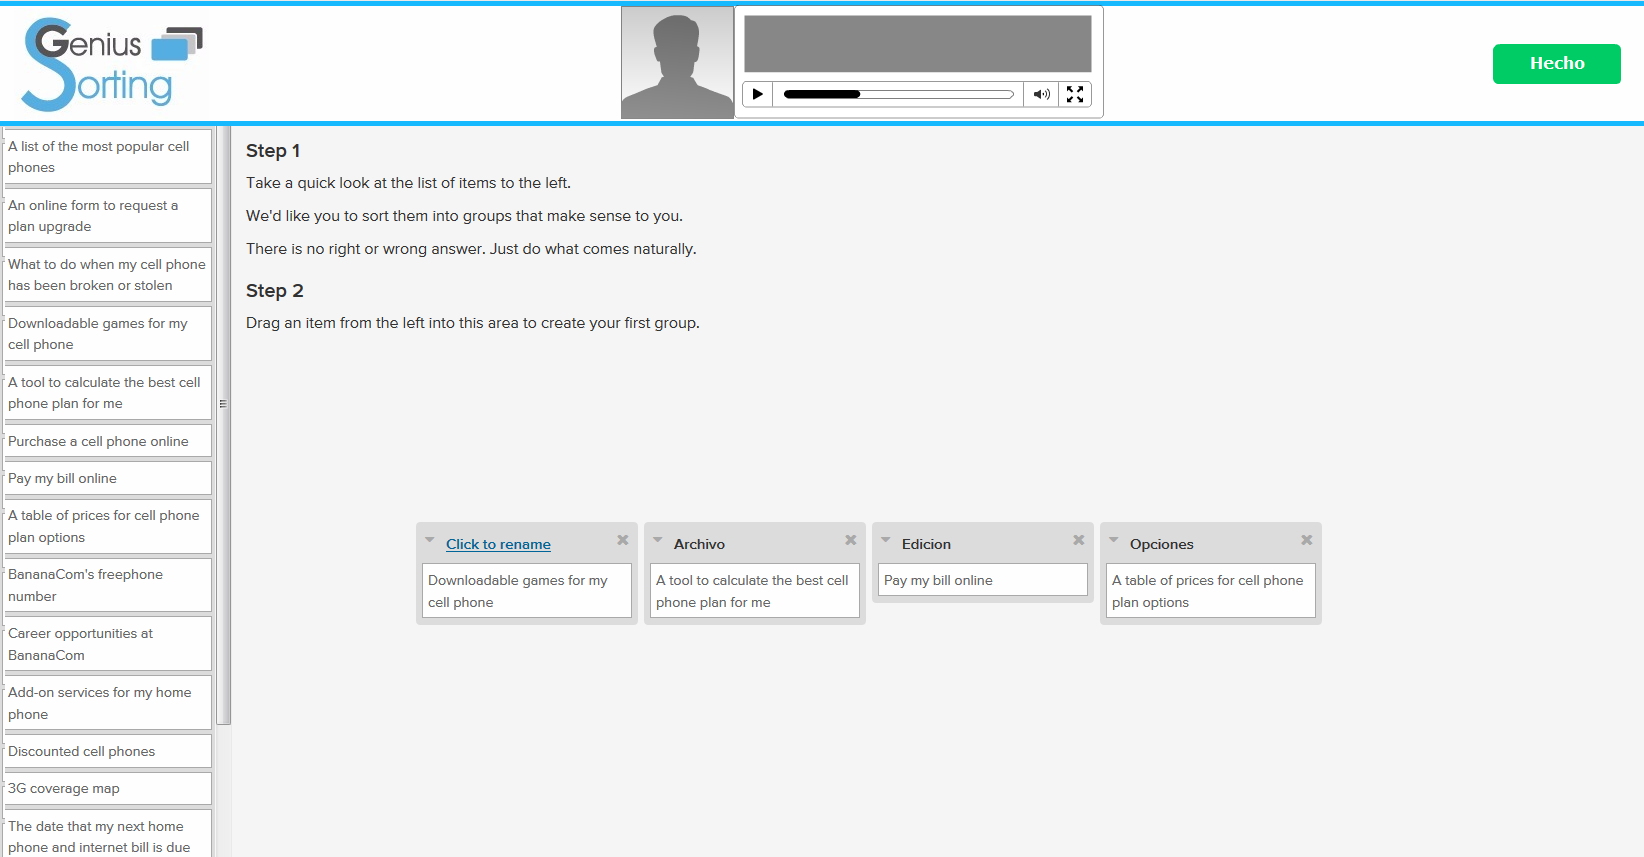 Genius
Sorting
Hecho
A list of the most popular cell
phones
An online form to request a
plan upgrade
What to do when my cell phone
has been broken or stolen
Downloadable games for my
cell phone
A tool to calculate the best cell
phone plan for me
Purchase a cell phone online
Pay my bill online
A table of prices for cell phone
plan options
BananaCom's freephone
number
Career opportunities at
BananaCom
Add-on services for my home
phone
Discounted cell phones
3G coverage map
The date that my next home
phone and internet bill is due
Step 1
Take a quick look at the list of items to the left.
We'd like you to sort them into groups that make sense to you.
There is no right or wrong answer. Just do what comes naturally.
Step 2
Drag an item from the left into this area to create your first group.
Click to rename
Downloadable games for my
cell phone
Archivo
A tool to calculate the best cell
phone plan for me
Edicion
Pay my bill online
Opciones
A table of prices for cell phone
plan options